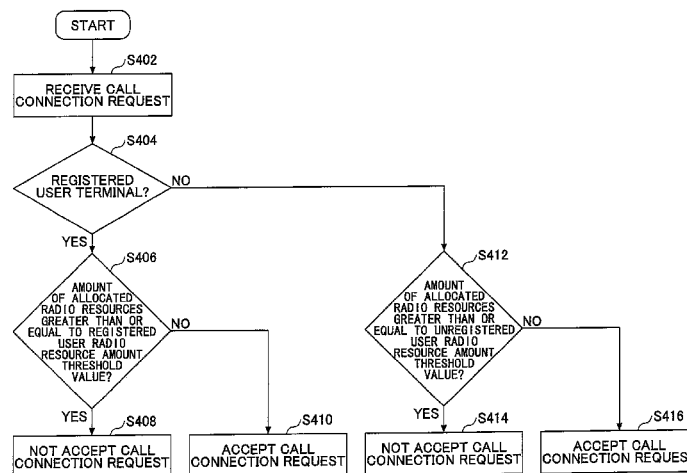 START
S402
RECEIVE CALL
CONNECTION REQUEST
S404
REGISTERED
USER TERMINAL?
NO
YES
S406
AMOUNT
OF ALLOCATED
RADIO RESOURCES
GREATER THAN OR
EQUAL TO REGISTERED
USER RADIO
RESOURCE AMOUNT
THRESHOLD
VALUE?
NO
YES
S408
NOT ACCEPT CALL
CONNECTION REQUEST
S410
ACCEPT CALL
CONNECTION REQUEST
S412
AMOUNT
OF ALLOCATED
RADIO RESOURCES
GREATER THAN OR
EQUAL TO UNREGISTERED
USER RADIO
RESOURCE AMOUNT
THRESHOLD
VALUE?
NO
YES
S414
NOT ACCEPT CALL
CONNECTION REQUEST
S416
ACCEPT CALL
CONNECTION REQUEST